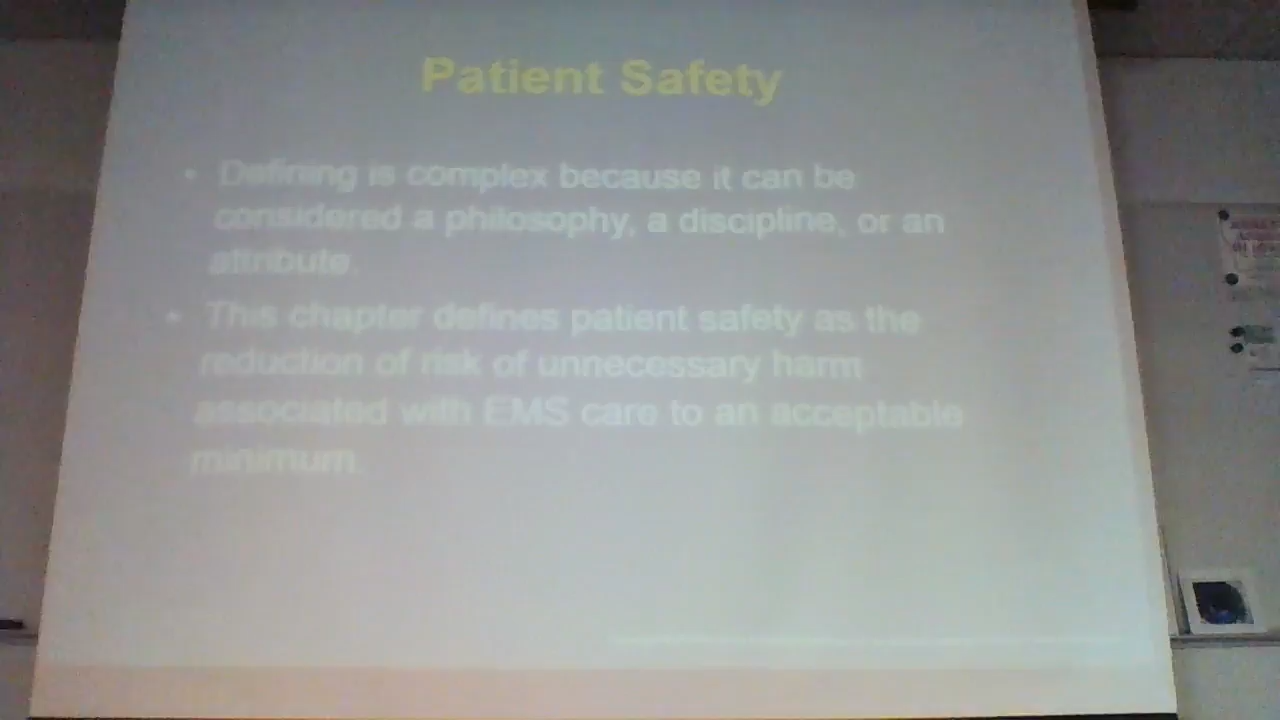 Patient Safety
• Defining is complex because it can be
considered a philosophy, a discipline, or an
attribute.
• This chapter defines patient safety as the
reduction of risk of unnecessary harm
associated with EMS care to an acceptable
minimum.